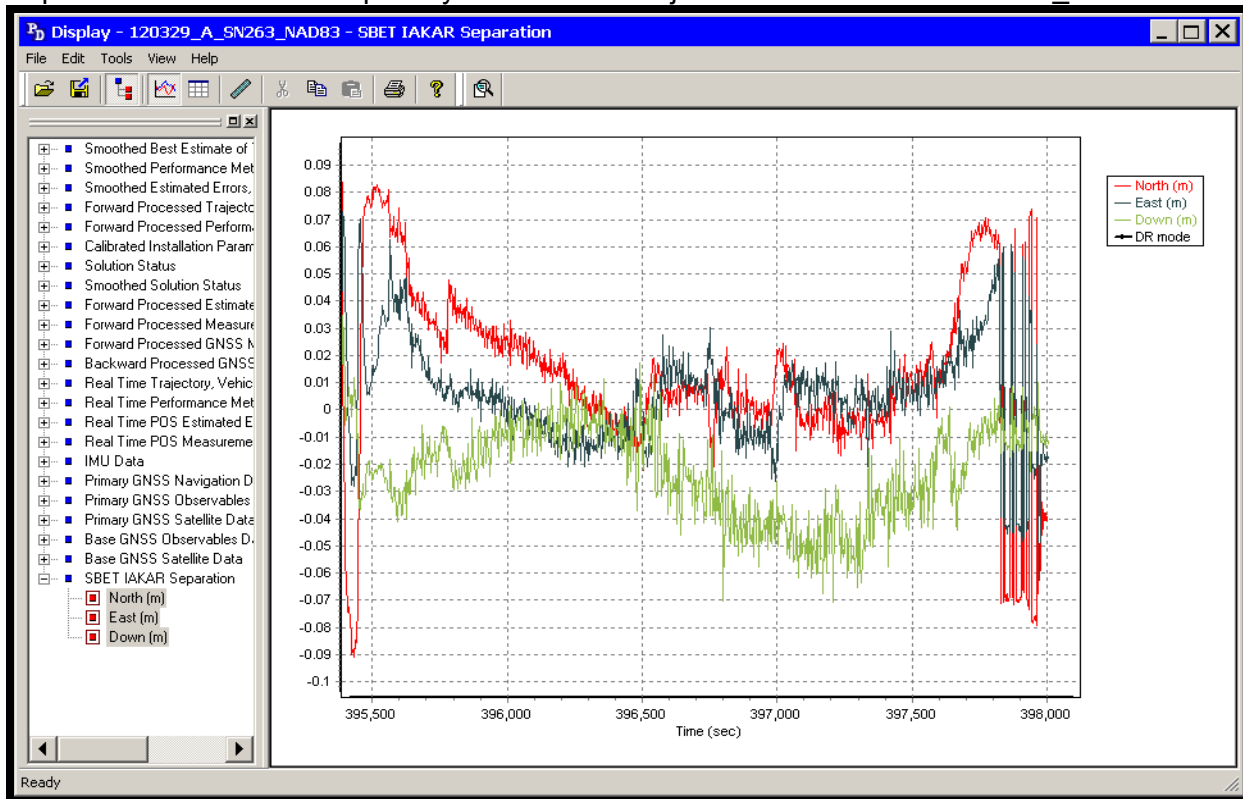 Display - 120329_A_SN263_NAD83 - SBET IAKAR Separation
File Edit Tools View Help
Smoothed Best Estimate of
Smoothed Performance Met
Smoothed Estimated Errors,
Forward Processed Trajecto
Forward Processed Perform
Calibrated Installation Param
Solution Status
Smoothed Solution Status
Forward Processed Estimate
Forward Processed Measure
Forward Processed GNSS
Backward Processed GNSS
Real Time Trajectory, Vehic
Real Time Performance Met
Real Time POS Estimated E
Real Time POS Measureme
IMU Data
Primary GNSS Navigation D
Primary GNSS Observables
Primary GNSS Satellite Data
Base GNSS Observables D
Base GNSS Satellite Data
SBET IAKAR Separation
North (m)
East (m)
Down (m)
0.09
0.08
0.07
0.06
0.05
0.04
0.03
0.02
0.01
0
-0.01
-0.02
-0.03
-0.04
-0.05
-0.06
-0.07
-0.08
-0.09
-0.1
395,500 396,000 396,500 397,000 397,500 398,000
Time (sec)
North (m)
East (m)
Down (m)
DR mode
Ready